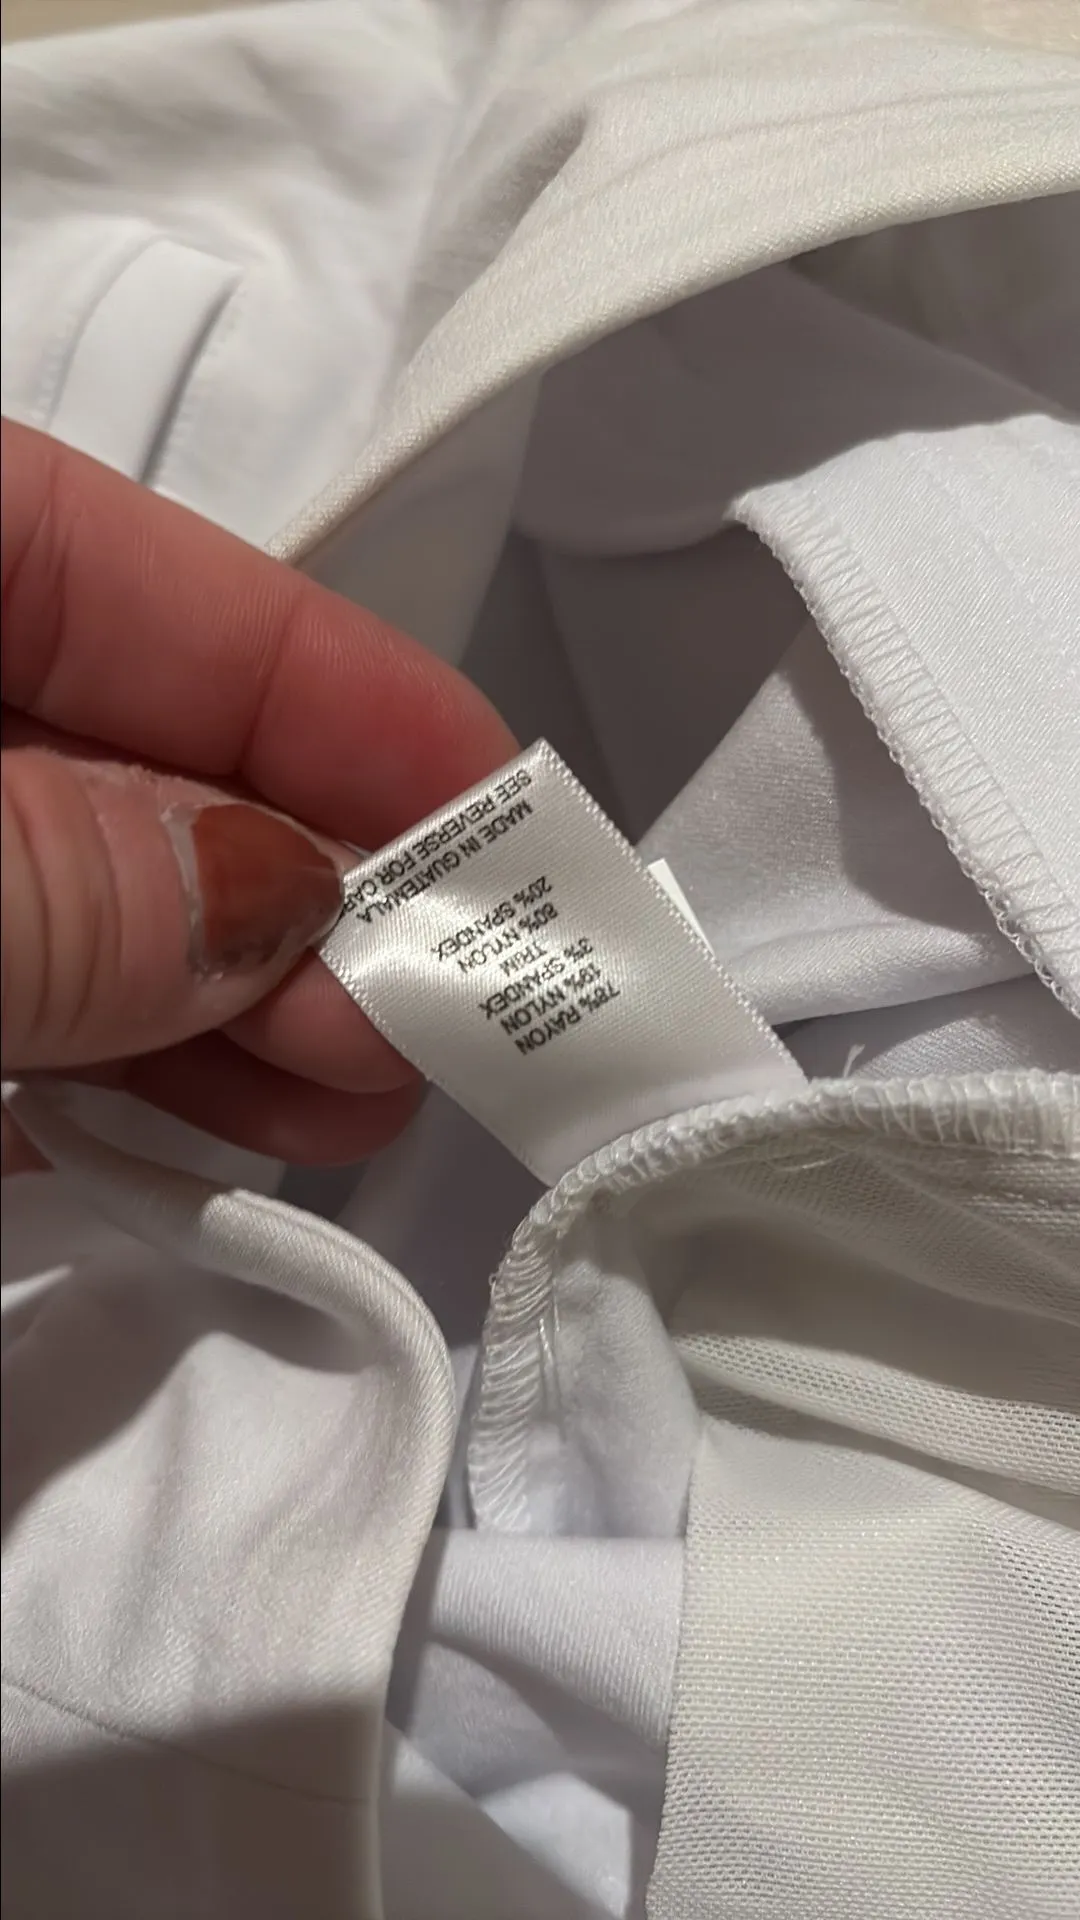 78% RAYON
19% NYLON
3% SPANDEX
TRIM
80% NYLON
20% SPANDEX
MADE IN GUATEMALA
SEE REVERSE FOR